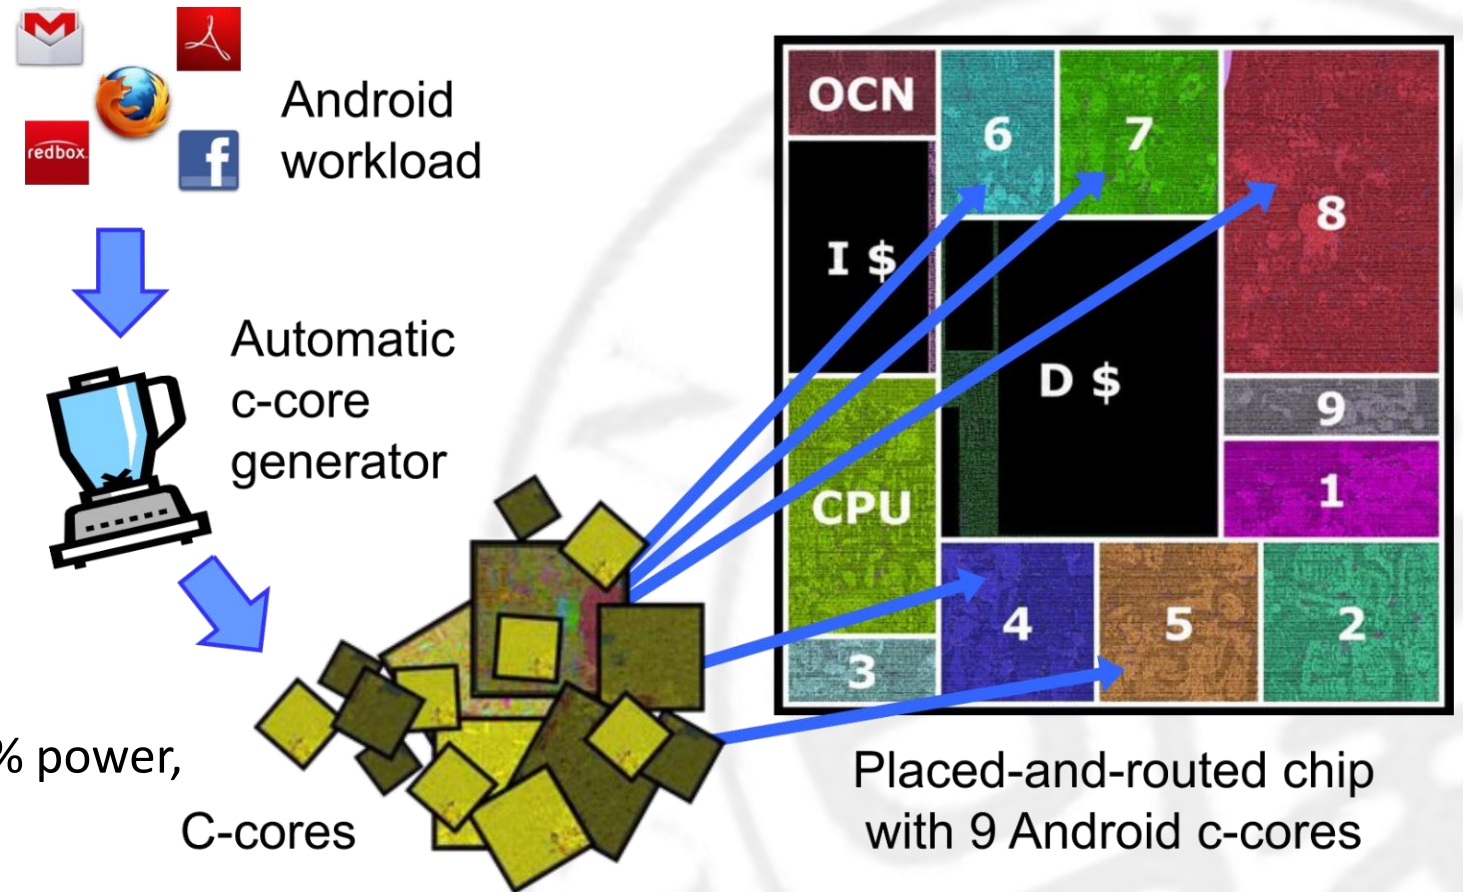 redbox.
f
Android
workload
Automatic
c-core
generator
% power,
C-cores
OCN
6
7
8
I $
D $
9
CPU
1
4
5
2
3
Placed-and-routed chip
with 9 Android c-cores